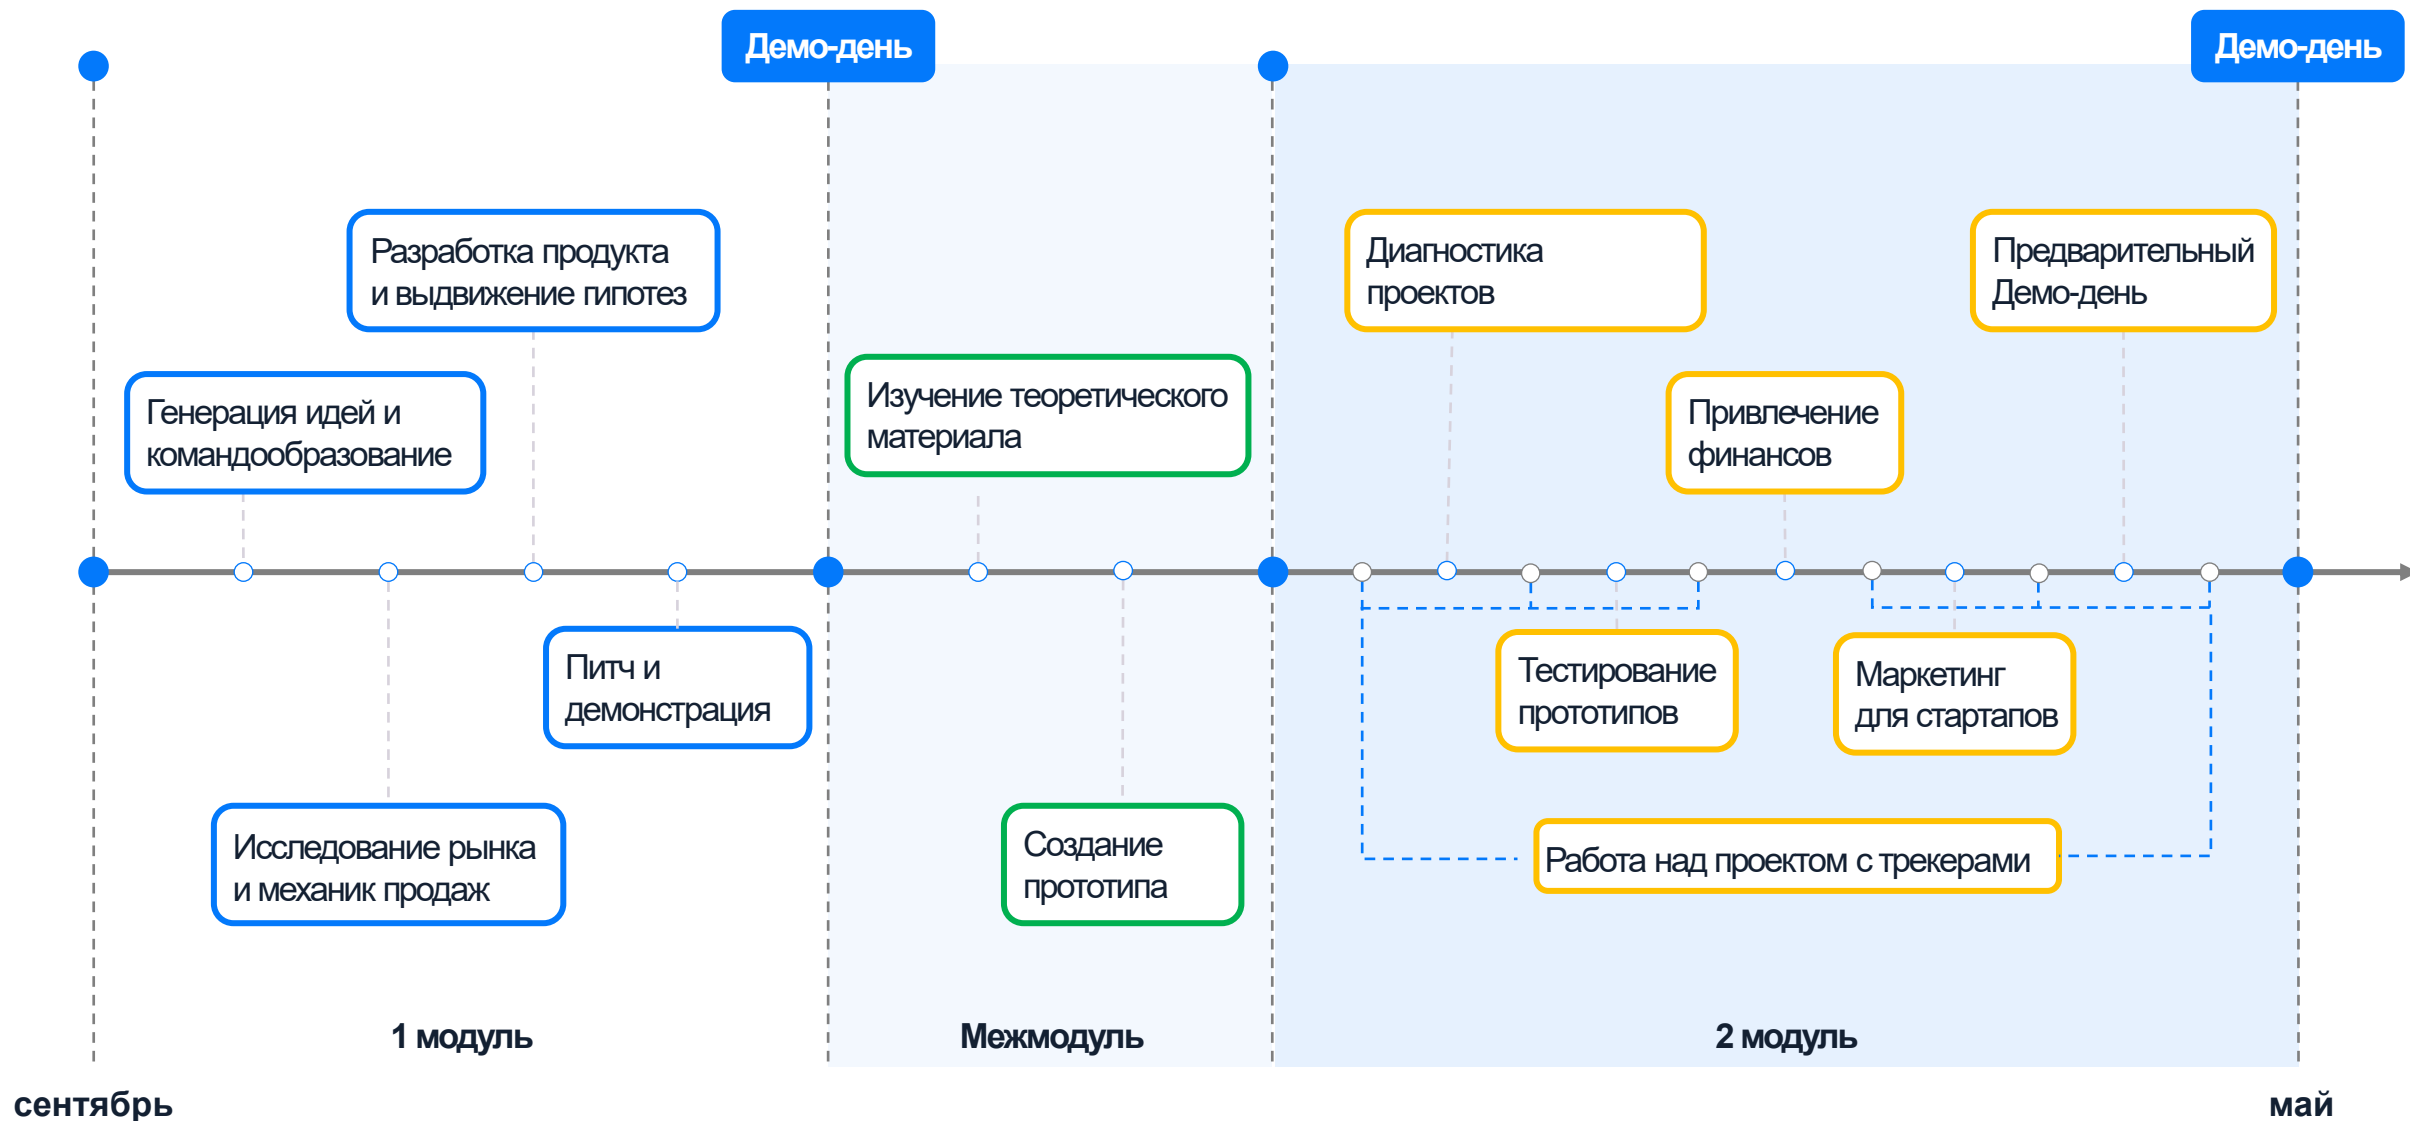 Демо-день
Демо-день
Разработка продукта
и выдвижение гипотез
Диагностика
проектов
Предварительный
Демо-день
Генерация идей и
командообразование
Изучение теоретического
материала
Привлечение
финансов
Питч и
демонстрация
Тестирование
прототипов
Маркетинг
для стартапов
Исследование рынка
и механик продаж
Создание
прототипа
Работа над проектом с трекерами
1 модуль
Межмодуль
2 модуль
сентябрь
май